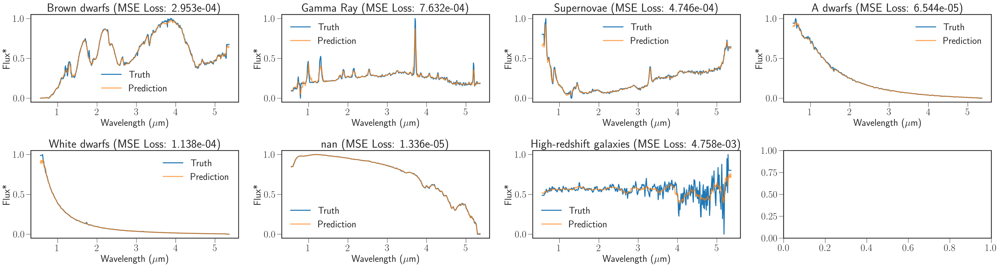 Brown dwarfs (MSE Loss: 2.953e-04)
Flux*
1.0
0.5
0.0
Truth
Prediction
1 2 3 4 5
Wavelength (μm)
Gamma Ray (MSE Loss: 7.632e-04)
Flux*
1.0
0.5
0.0
Truth
Prediction
1 2 3 4 5
Wavelength (μm)
Supernovae (MSE Loss: 4.746e-04)
Flux*
1.0
0.5
0.0
Truth
Prediction
1 2 3 4 5
Wavelength (μm)
A dwarfs (MSE Loss: 6.544e-05)
Flux*
1.0
0.5
0.0
Truth
Prediction
1 2 3 4 5
Wavelength (μm)
White dwarfs (MSE Loss: 1.138e-04)
Flux*
1.0
0.5
0.0
Truth
Prediction
1 2 3 4 5
Wavelength (μm)
nan (MSE Loss: 1.336e-05)
Flux*
1.0
0.5
0.0
Truth
Prediction
1 2 3 4 5
Wavelength (μm)
High-redshift galaxies (MSE Loss: 4.758e-03)
Flux*
1.0
0.5
0.0
Truth
Prediction
1 2 3 4 5
Wavelength (μm)
1.00
0.75
0.50
0.25
0.00
0.0 0.2 0.4 0.6 0.8 1.0